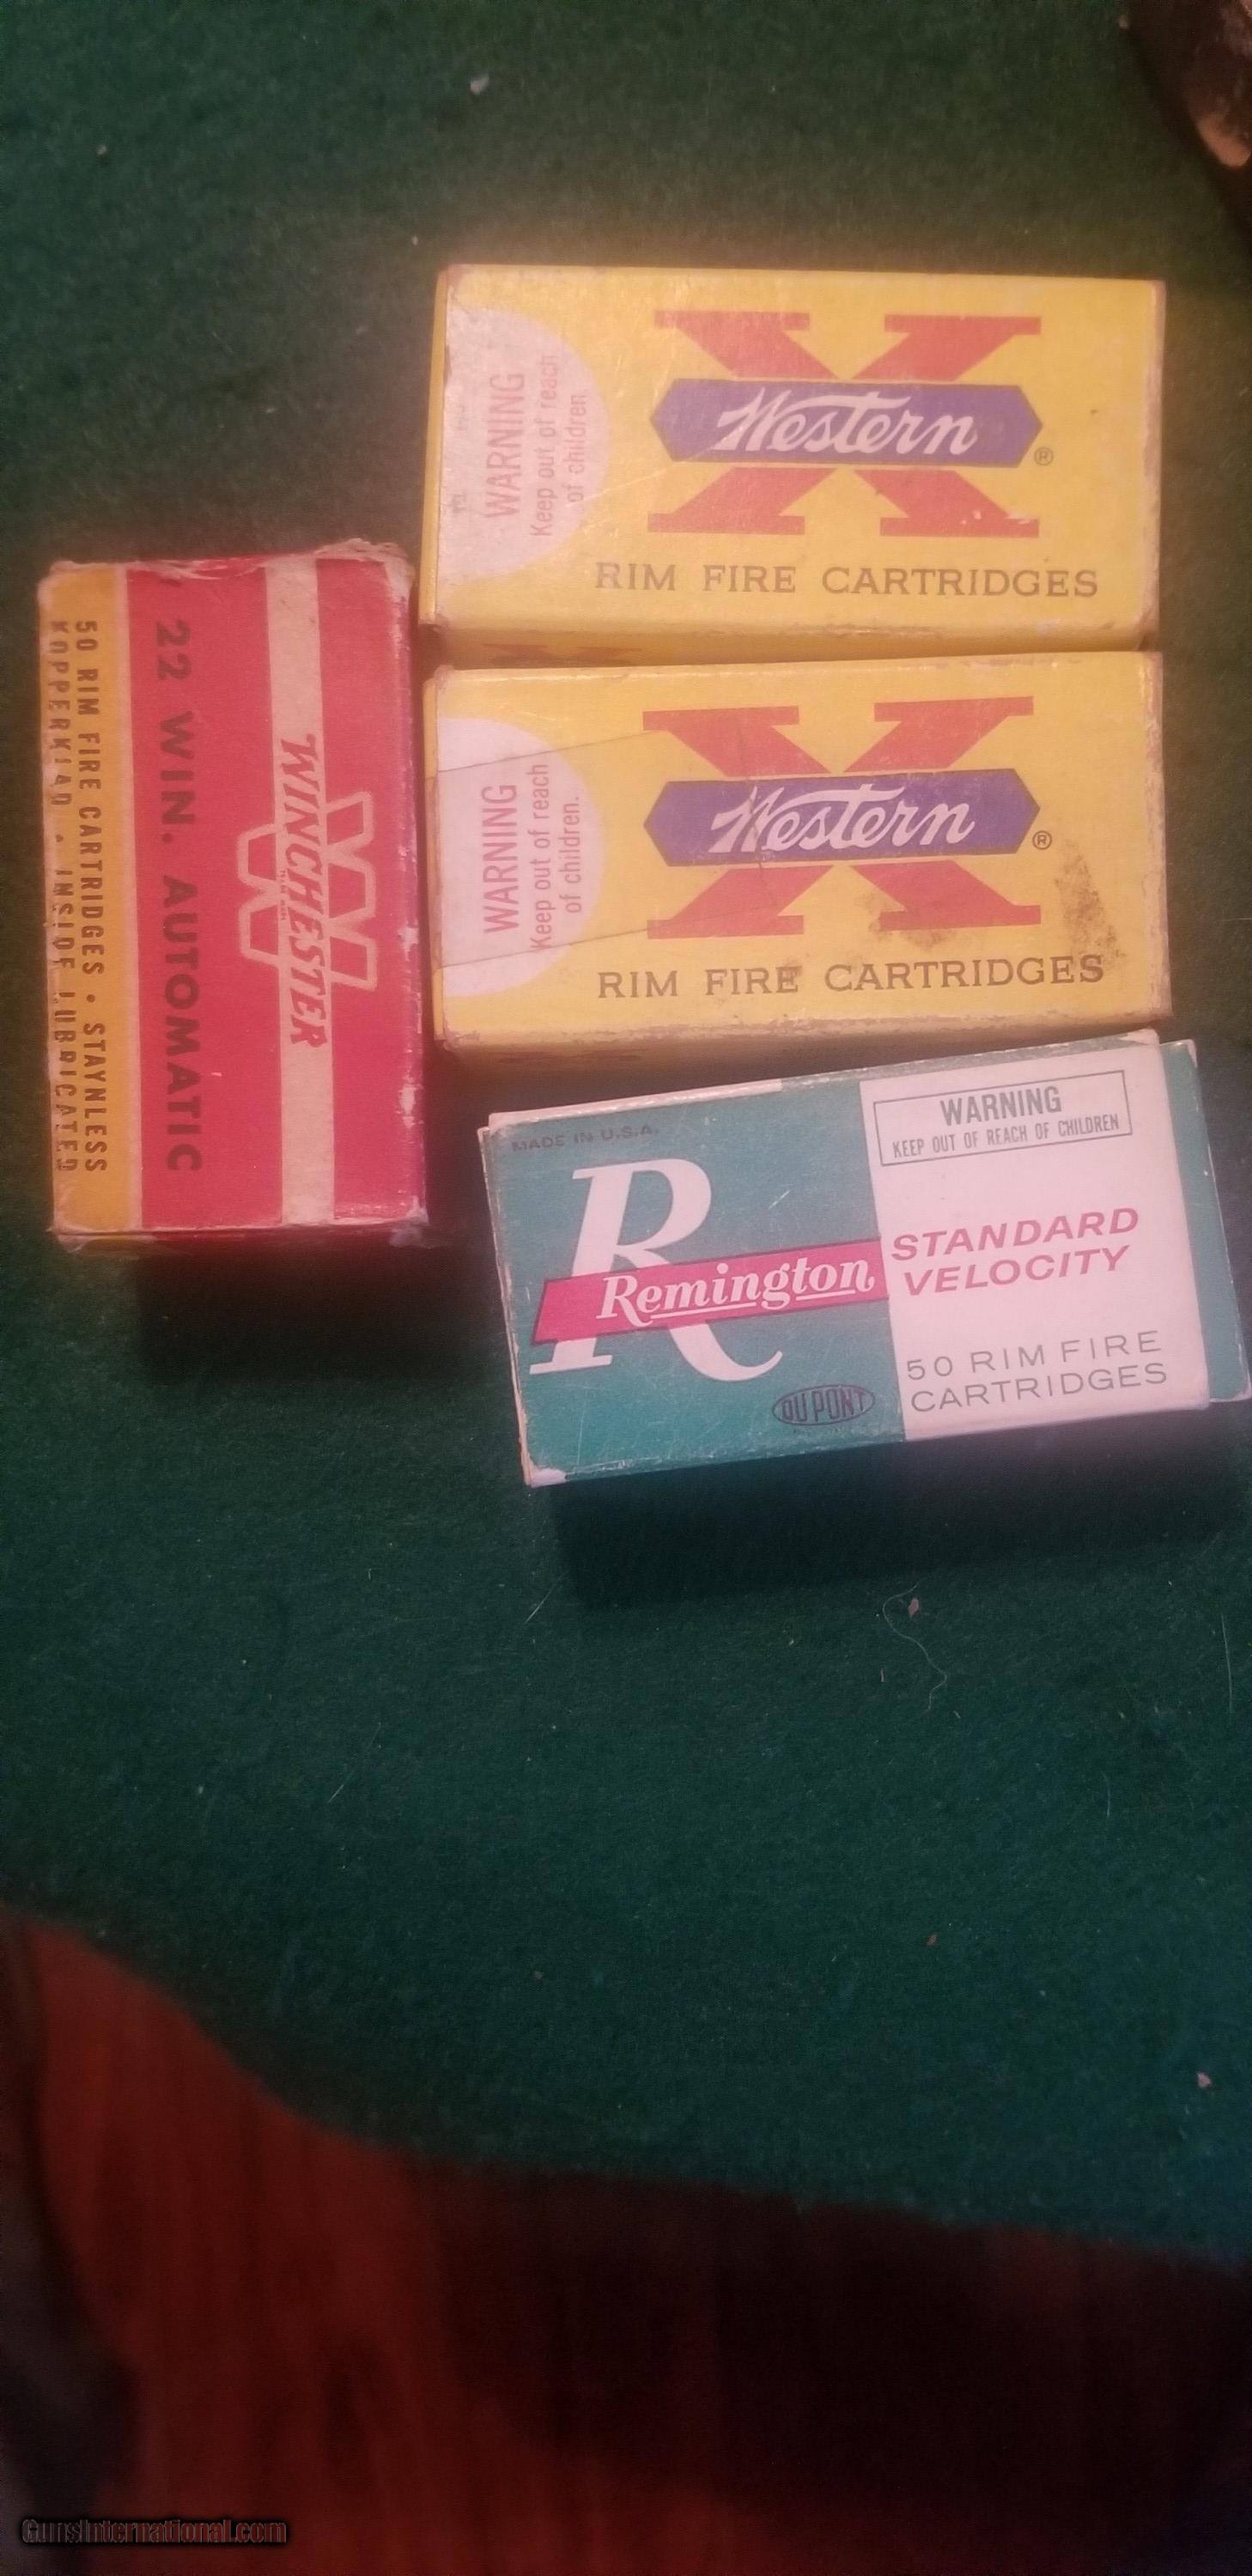 WARNING
Keep out of reach
of children
Western
®
RIM FIRE CARTRIDGES
WARNING
Keep out of reach
of children.
Western
®
RIM FIRE CARTRIDGES
WINCHESTER
22 WIN. AUTOMATIC
50 RIM FIRE CARTRIDGES • STAYNLESS
KOPPERKLAD • INSIDE LUBRICATED
MADE IN U.S.A.
R
Remington
DU PONT
WARNING
KEEP OUT OF REACH OF CHILDREN
STANDARD
VELOCITY
50 RIM FIRE
CARTRIDGES
GunsInternational.com